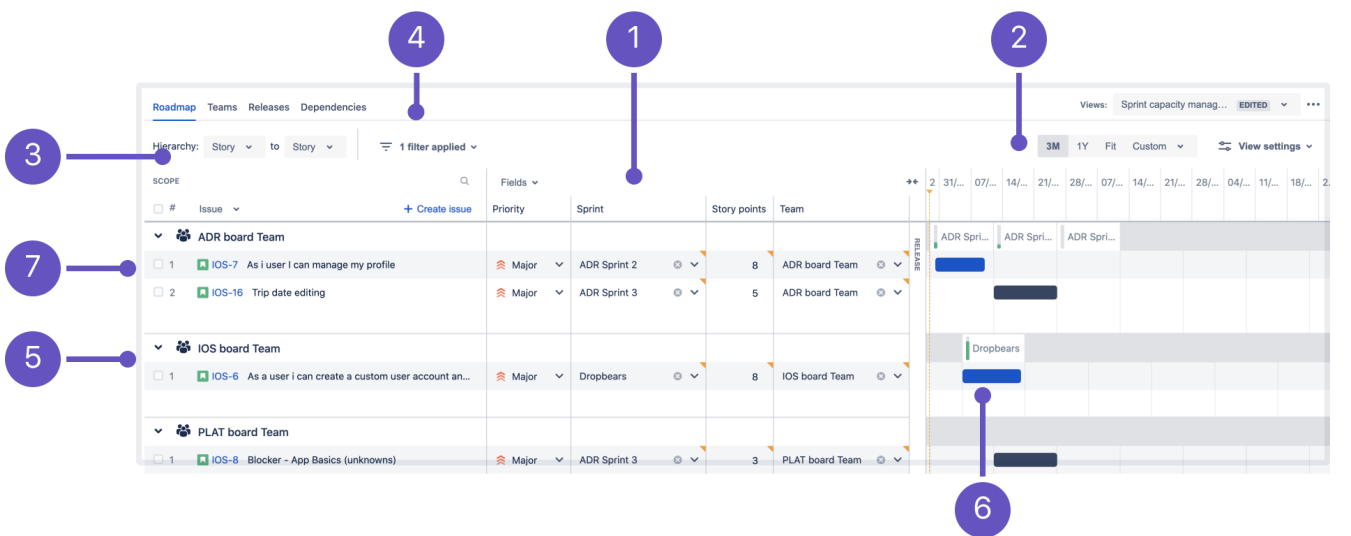 4 1 2
Roadmap Teams Releases Dependencies Views: Sprint capacity manag... EDITED
3 Hierarchy: Story to Story 1 filter applied 3M 1Y Fit Custom View settings
SCOPE Fields 2 31/... 07/... 14/... 21/... 28/... 07/... 14/... 21/... 28/... 04/... 11/... 18/... 2.
# Issue + Create issue Priority Sprint Story points Team
ADR board Team RELEASE ADR Spri... ADR Spri... ADR Spri...
7 1 IOS-7 As i user I can manage my profile Major ADR Sprint 2 8 ADR board Team
2 IOS-16 Trip date editing Major ADR Sprint 3 5 ADR board Team
5 IOS board Team Dropbears
1 IOS-6 As a user i can create a custom user account an... Major Dropbears 8 IOS board Team
PLAT board Team
1 IOS-8 Blocker - App Basics (unknowns) Major ADR Sprint 3 3 PLAT board Team
6